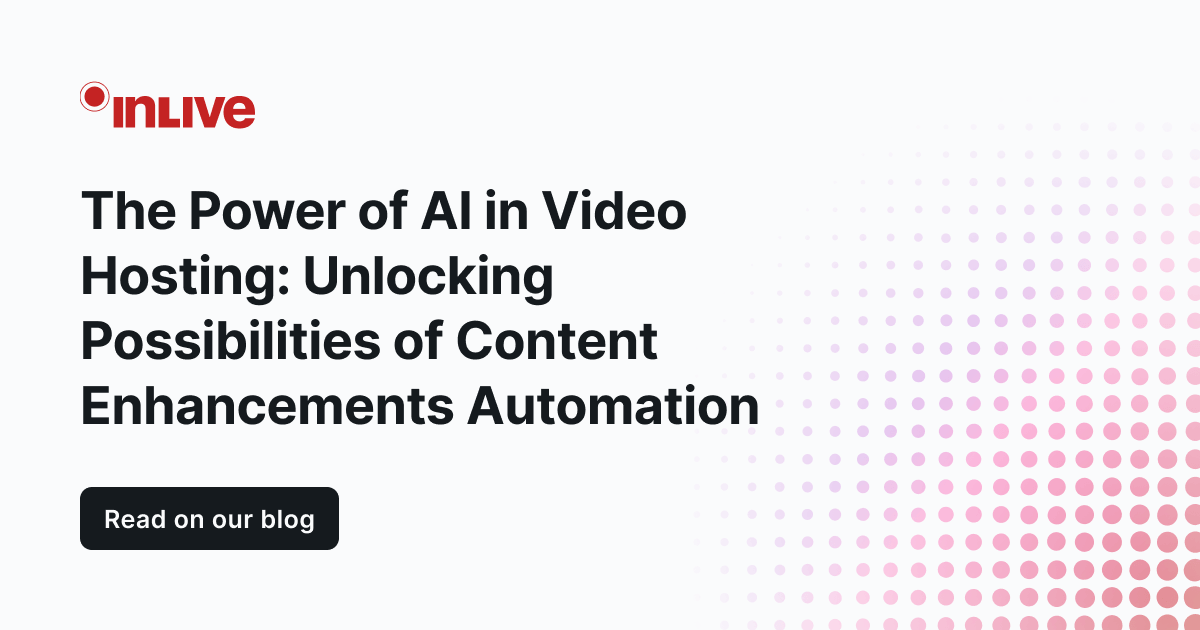 inLive
The Power of AI in Video
Hosting: Unlocking
Possibilities of Content
Enhancements Automation
Read on our blog